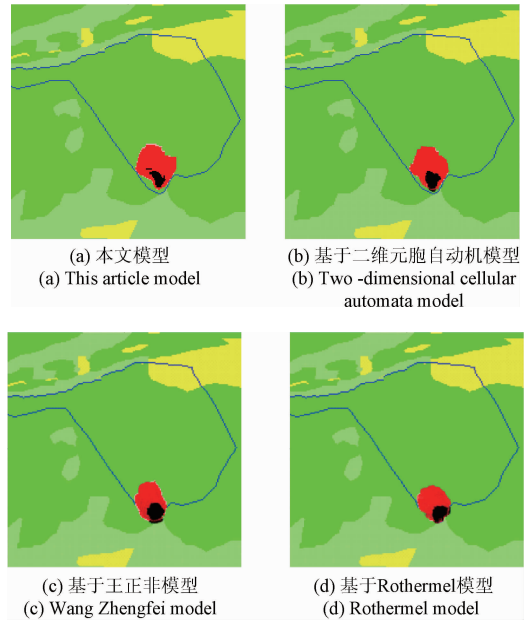 (a) 本文模型
(a) This article model
(b) 基于二维元胞自动机模型
(b) Two -dimensional cellular
automata model
(c) 基于王正非模型
(c) Wang Zhengfei model
(d) 基于Rothermel模型
(d) Rothermel model